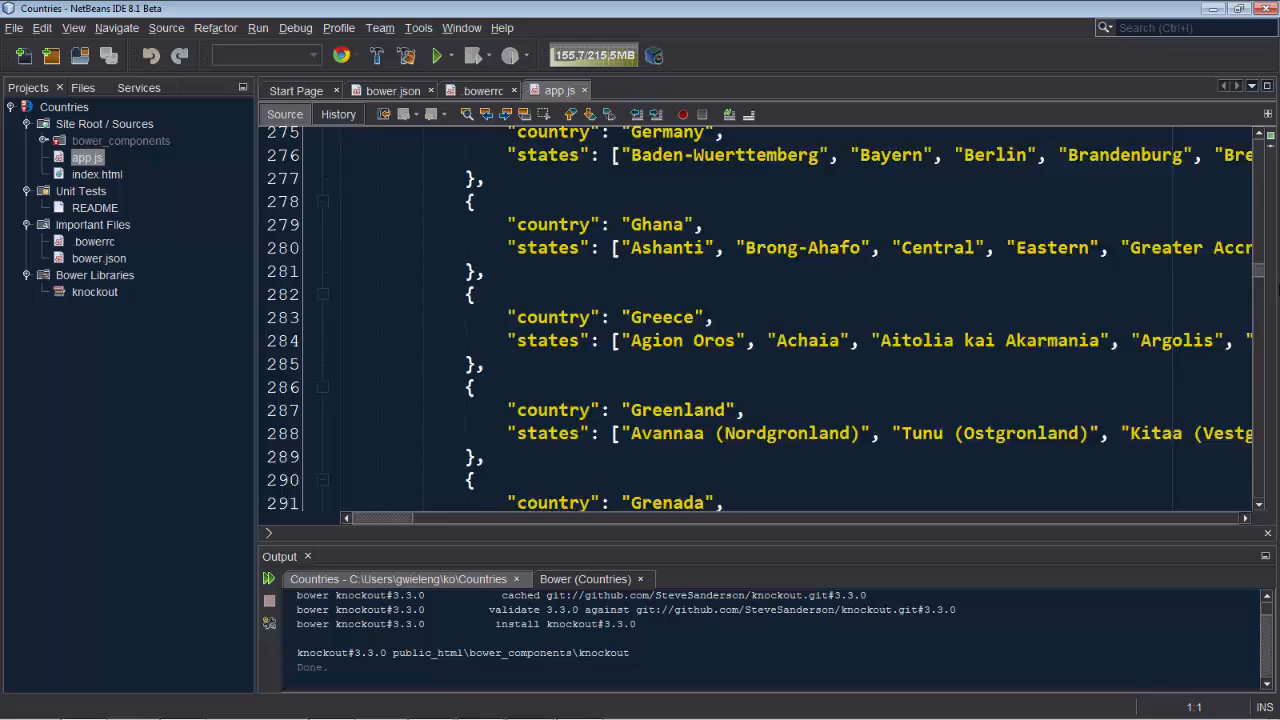 Countries - NetBeans IDE 8.1 Beta
File Edit View Navigate Source Refactor Run Debug Profile Team Tools Window Help
Search (Ctrl+I)
155,7/215,5MB
Projects Files Services
Start Page bower.json .bowerrc app.js
Source History
Countries
Site Root / Sources
bower_components
app.js
index.html
Unit Tests
README
Important Files
.bowerrc
bower.json
Bower Libraries
knockout
275 "country": "Germany",
276 "states": ["Baden-Wuerttemberg", "Bayern", "Berlin", "Brandenburg", "Bre
277 },
278 {
279 "country": "Ghana",
280 "states": ["Ashanti", "Brong-Ahafo", "Central", "Eastern", "Greater Accr
281 },
282 {
283 "country": "Greece",
284 "states": ["Agion Oros", "Achaia", "Aitolia kai Akarmania", "Argolis", "
285 },
286 {
287 "country": "Greenland",
288 "states": ["Avannaa (Nordgronland)", "Tunu (Ostgronland)", "Kitaa (Vestg
289 },
290 {
291 "country": "Grenada",
Output
Countries - C:\Users\gwieleng\ko\Countries Bower (Countries)
bower knockout#3.3.0 cached git://github.com/SteveSanderson/knockout.git#3.3.0
bower knockout#3.3.0 validate 3.3.0 against git://github.com/SteveSanderson/knockout.git#3.3.0
bower knockout#3.3.0 install knockout#3.3.0
knockout#3.3.0 public_html\bower_components\knockout
Done.
1:1 INS